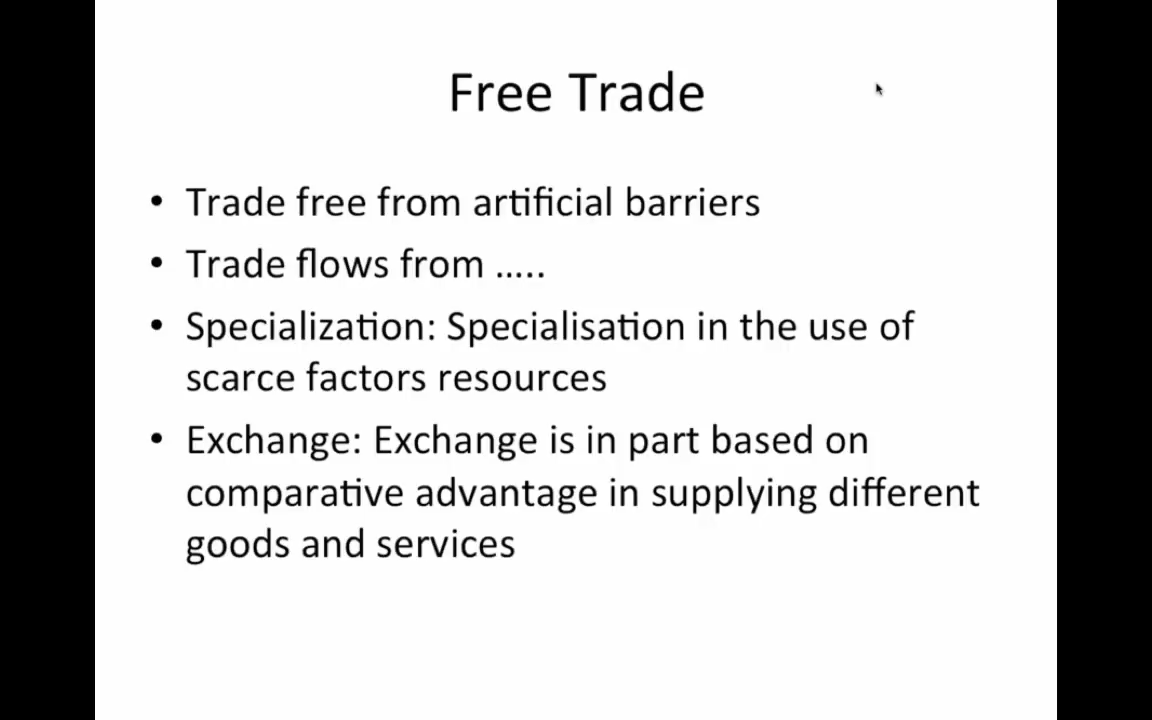 Free Trade
• Trade free from artificial barriers
• Trade flows from .....
• Specialization: Specialisation in the use of
scarce factors resources
• Exchange: Exchange is in part based on
comparative advantage in supplying different
goods and services